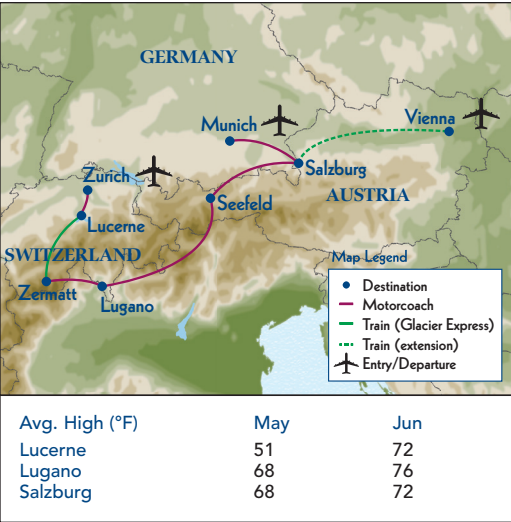 GERMANY
Munich
Vienna
Zurich
Salzburg
AUSTRIA
Seefeld
Lucerne
SWITZERLAND
Zermatt
Lugano
Map Legend
Destination
Motorcoach
Train (Glacier Express)
Train (extension)
Entry/Departure
Avg. High (°F) May Jun
Lucerne 51 72
Lugano 68 76
Salzburg 68 72